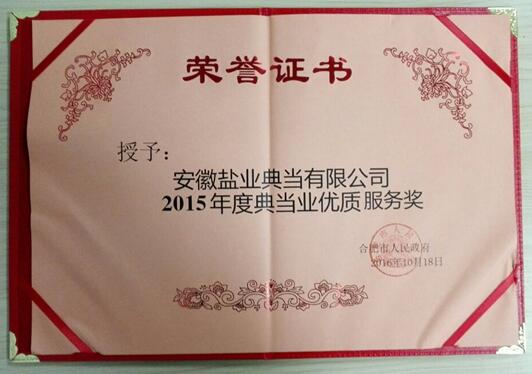 荣誉证书
授予：
安徽盐业典当有限公司
2015年度典当业优质服务奖
合肥市人民政府
2016年10月18日